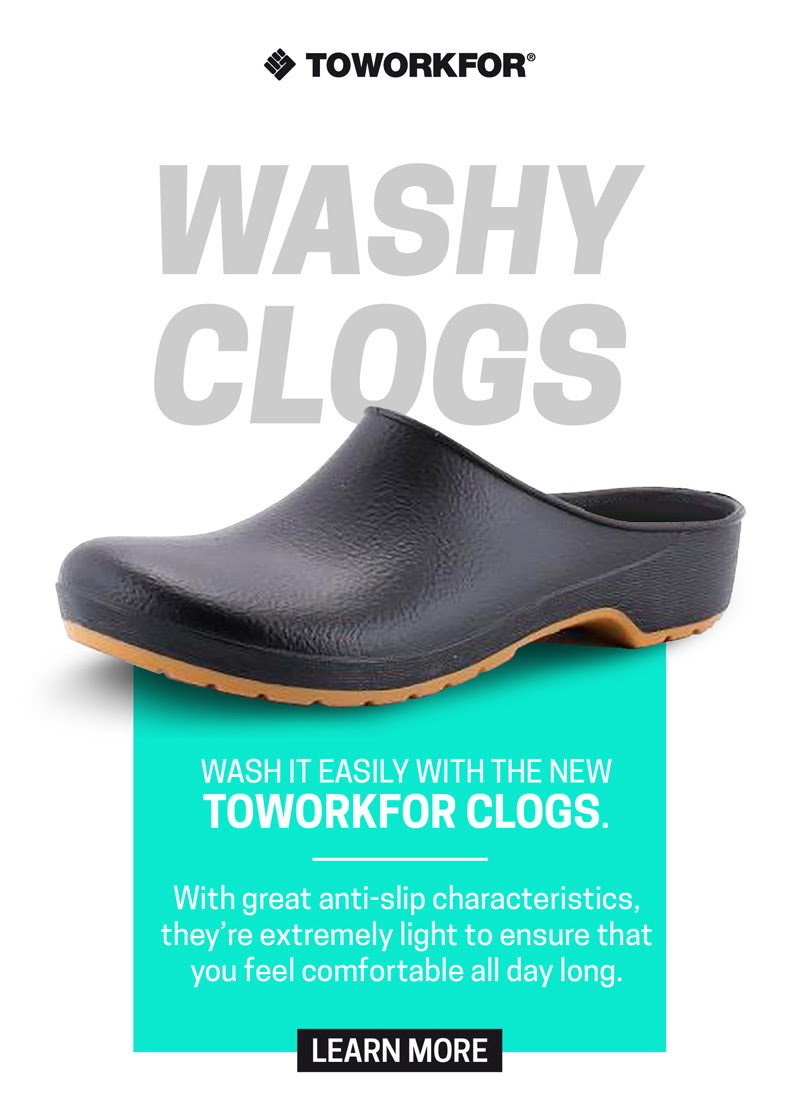 TOWORKFOR®
WASHY
CLOGS
WASH IT EASILY WITH THE NEW
TOWORKFOR CLOGS.
With great anti-slip characteristics,
they're extremely light to ensure that
you feel comfortable all day long.
LEARN MORE